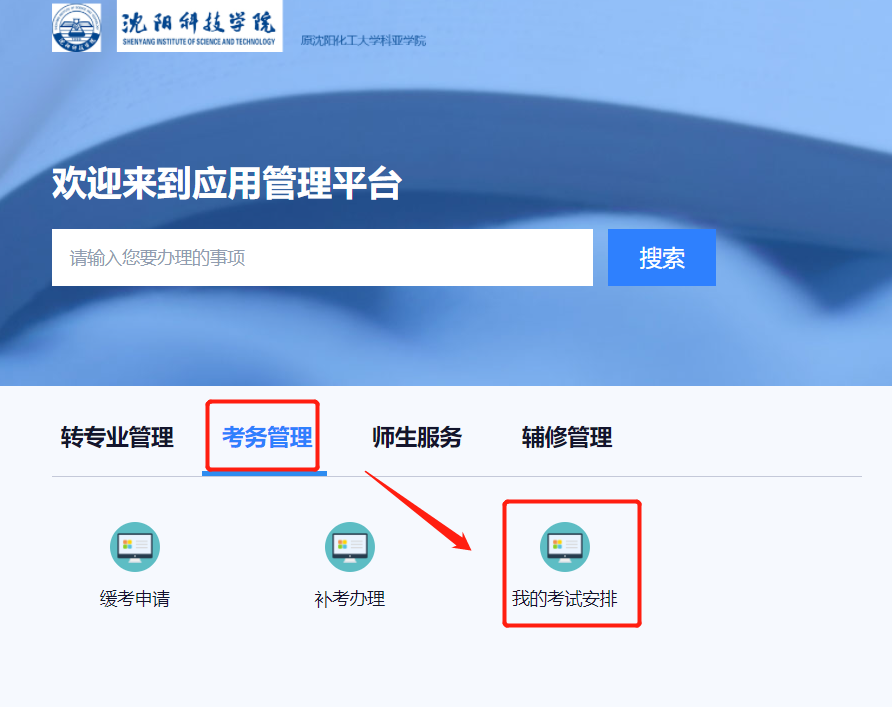 沈阳科技学院
SHENYANG INSTITUTE OF SCIENCE AND TECHNOLOGY
原沈阳化工大学科亚学院
欢迎来到应用管理平台
请输入您要办理的事项
搜索
转专业管理 考务管理 师生服务 辅修管理
缓考申请 补考办理 我的考试安排